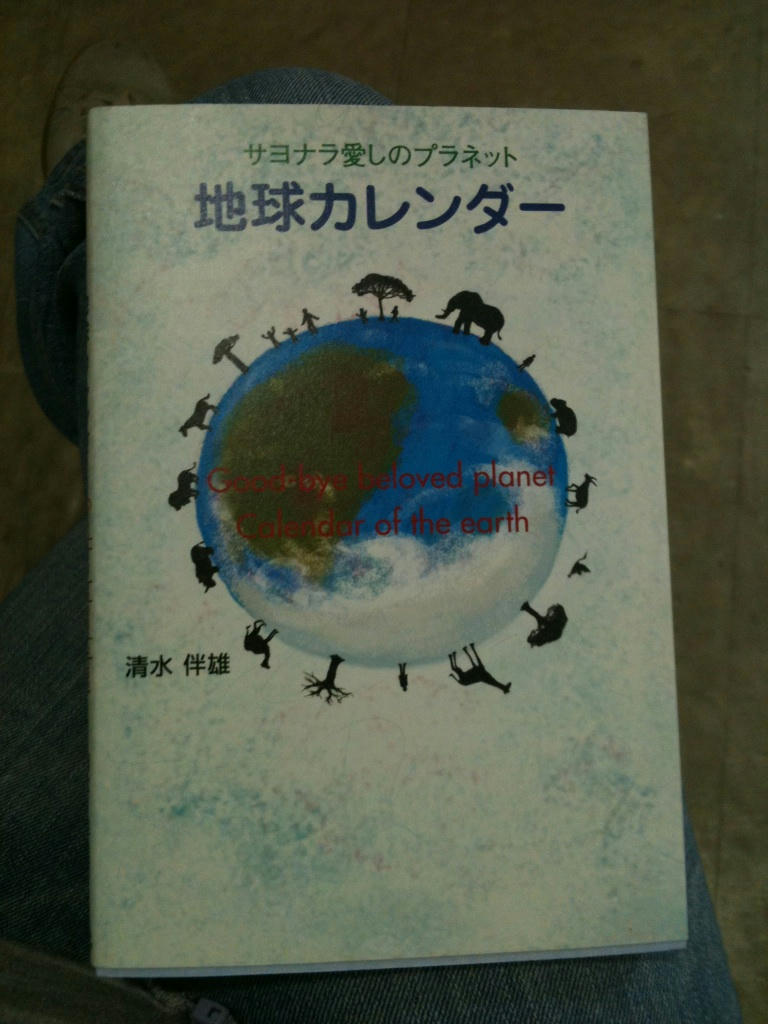 サヨナラ愛しのプラネット
地球カレンダー
Good-bye beloved planet
Calendar of the earth
清水 伴雄